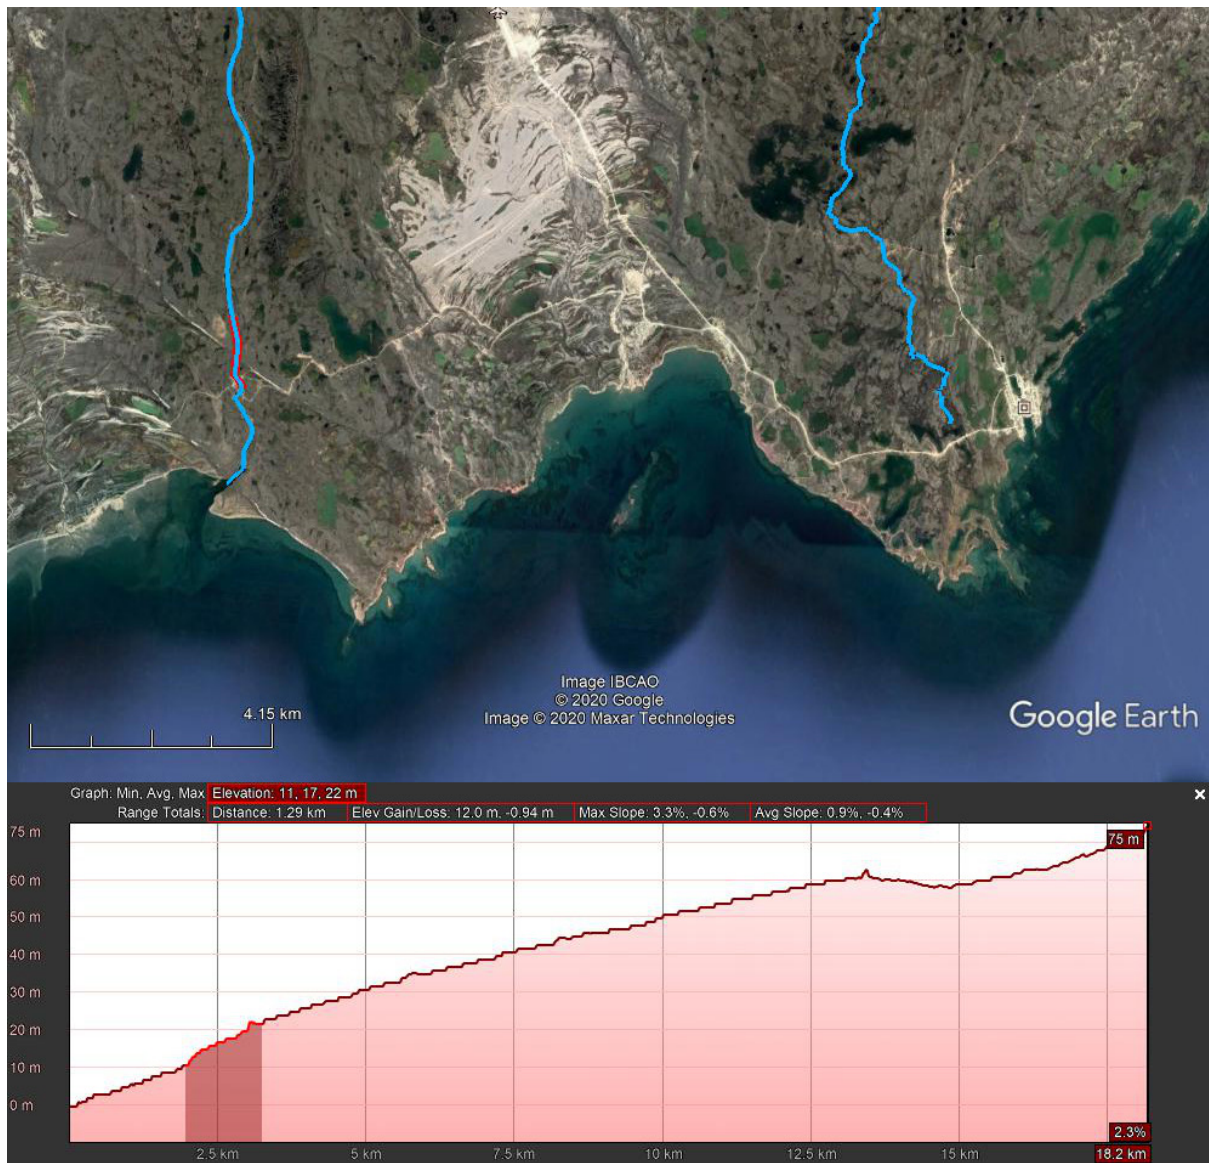 4.15 km
Image IBCAO
© 2020 Google
Image © 2020 Maxar Technologies
Google Earth
Graph: Min, Avg, Max Elevation: 11, 17, 22 m
Range Totals: Distance: 1.29 km Elev Gain/Loss: 12.0 m, -0.94 m Max Slope: 3.3%, -0.6% Avg Slope: 0.9%, -0.4%
75 m
75 m
60 m
50 m
40 m
30 m
20 m
10 m
0 m
2.3%
2.5 km 5 km 7.5 km 10 km 12.5 km 15 km 18.2 km